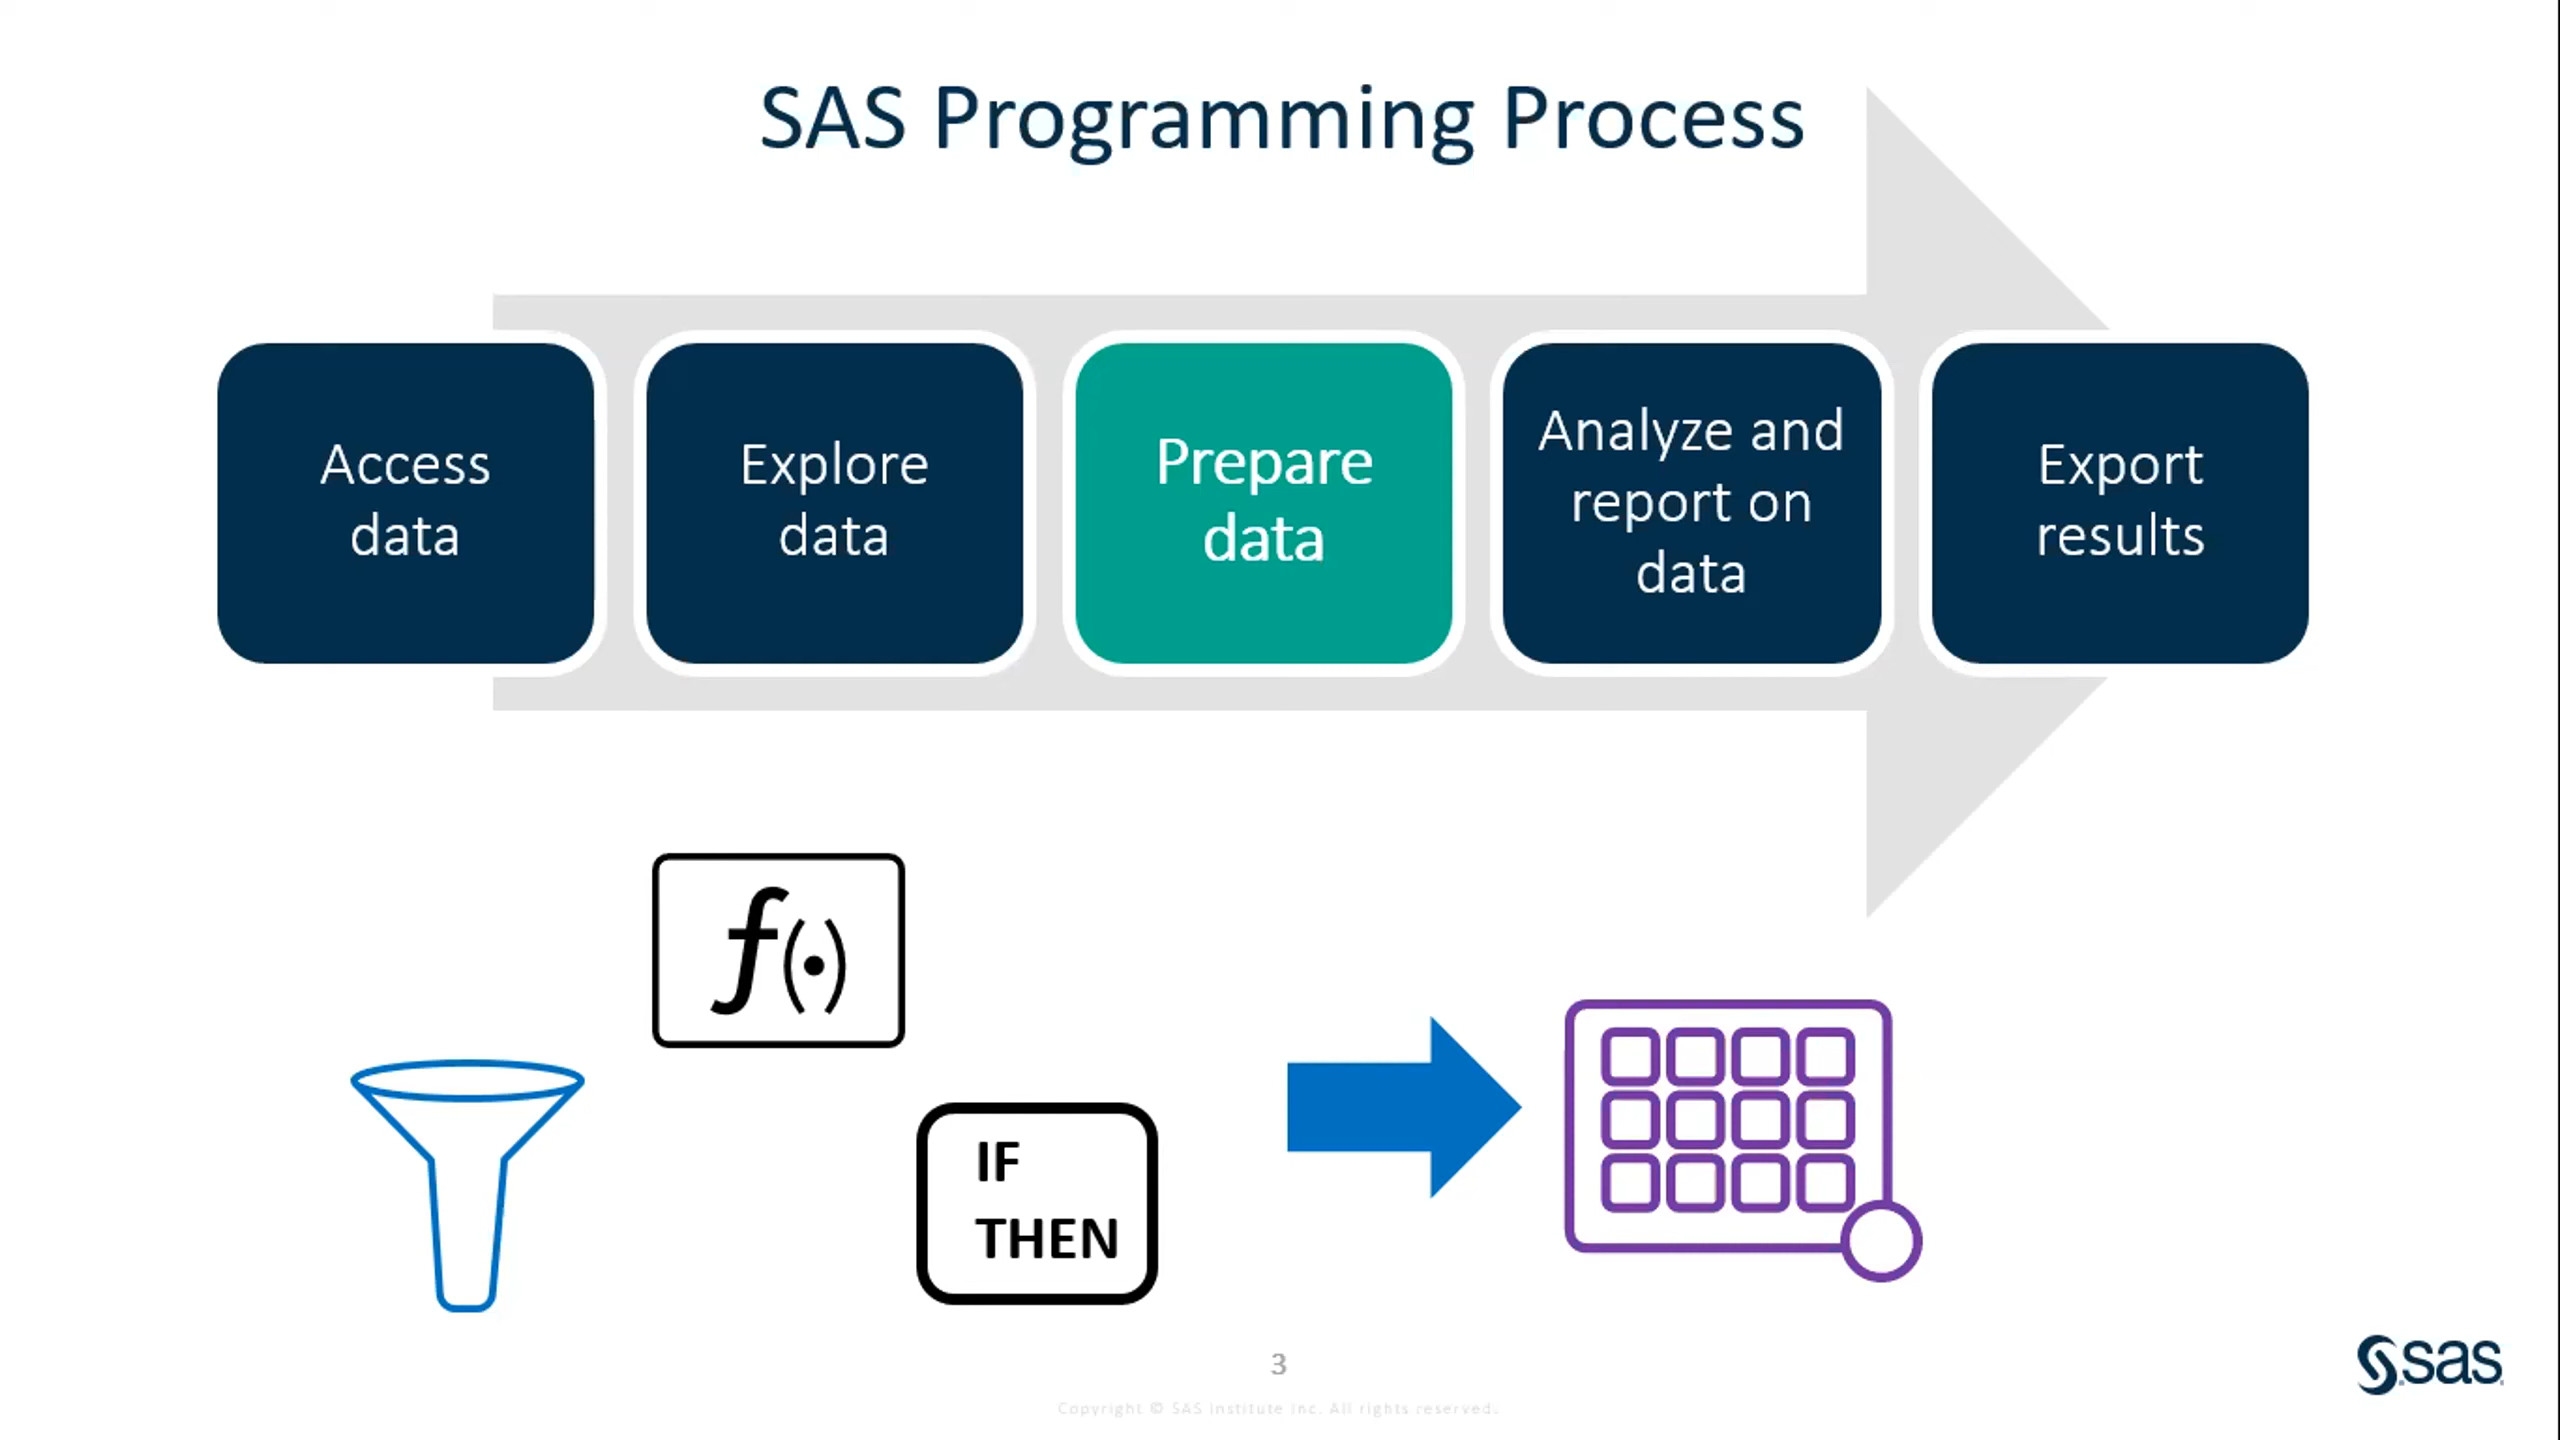 SAS Programming Process
Access
data
Explore
data
Prepare
data
Analyze and
report on
data
Export
results
f(·)
IF
THEN
3
Copyright © SAS Institute Inc. All rights reserved.
sas